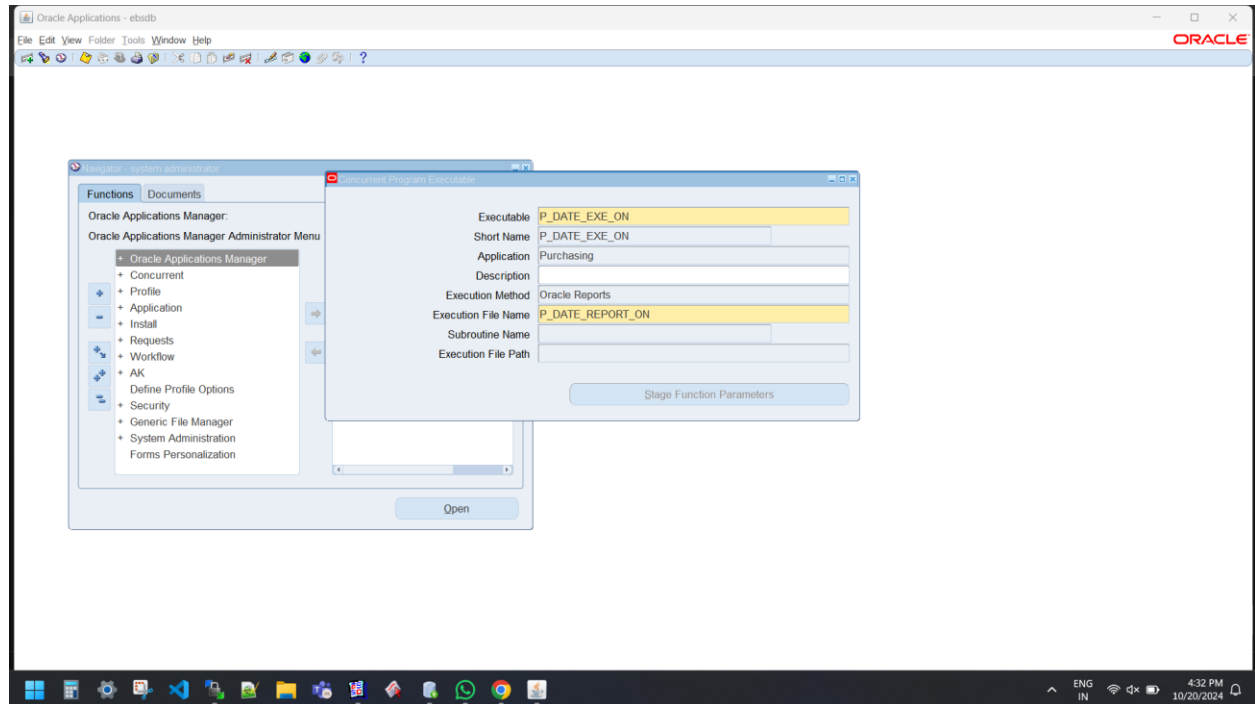 Oracle Applications - ebsdb
File Edit View Folder Tools Window Help
ORACLE
Navigator - system administrator
Functions Documents
Oracle Applications Manager:
Oracle Applications Manager Administrator Menu
+ Oracle Applications Manager
+ Concurrent
+ Profile
+ Application
+ Install
+ Requests
+ Workflow
+ AK
Define Profile Options
+ Security
+ Generic File Manager
+ System Administration
Forms Personalization
Open
Concurrent Program Executable
Executable P_DATE_EXE_ON
Short Name P_DATE_EXE_ON
Application Purchasing
Description
Execution Method Oracle Reports
Execution File Name P_DATE_REPORT_ON
Subroutine Name
Execution File Path
Stage Function Parameters
ENG
IN
4:32 PM
10/20/2024